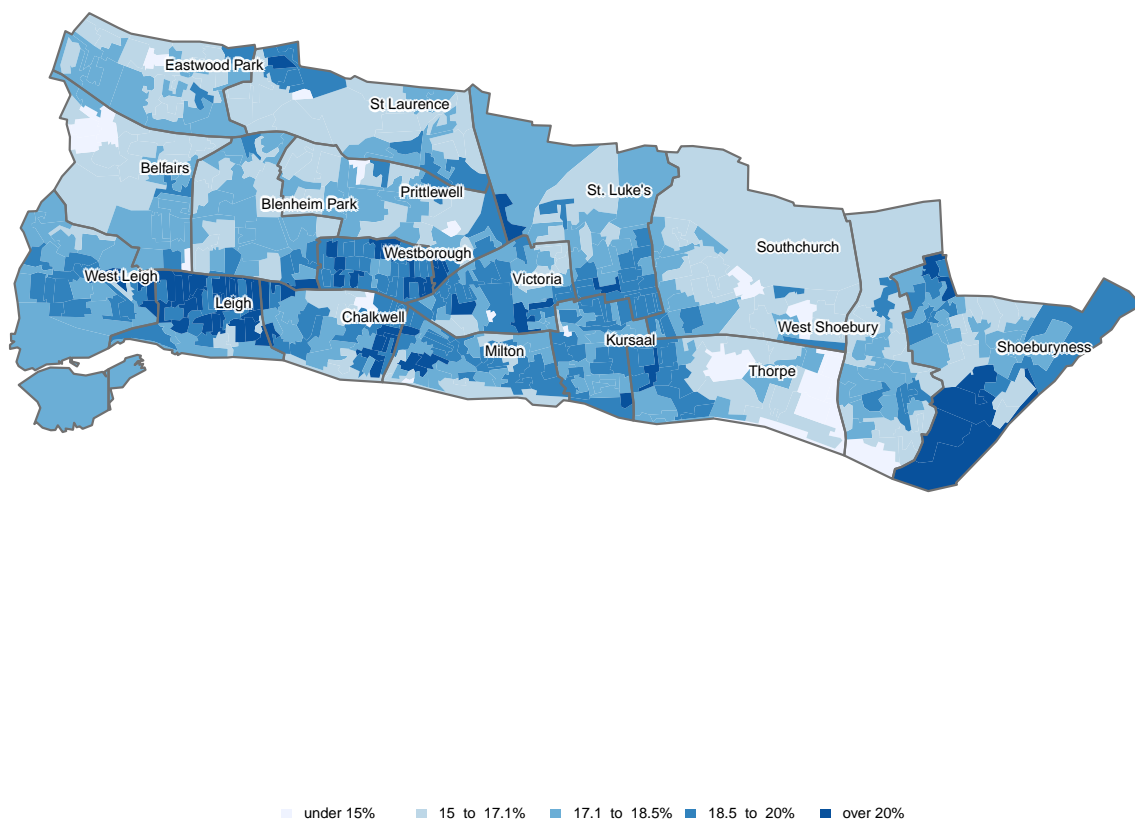 Eastwood Park
St Laurence
Belfairs
Prittlewell
St. Luke's
Blenheim Park
Southchurch
Westborough
West Leigh
Victoria
Leigh
Chalkwell
West Shoebury
Kursaal
Shoeburyness
Milton
Thorpe
under 15% 15 to 17.1% 17.1 to 18.5% 18.5 to 20% over 20%